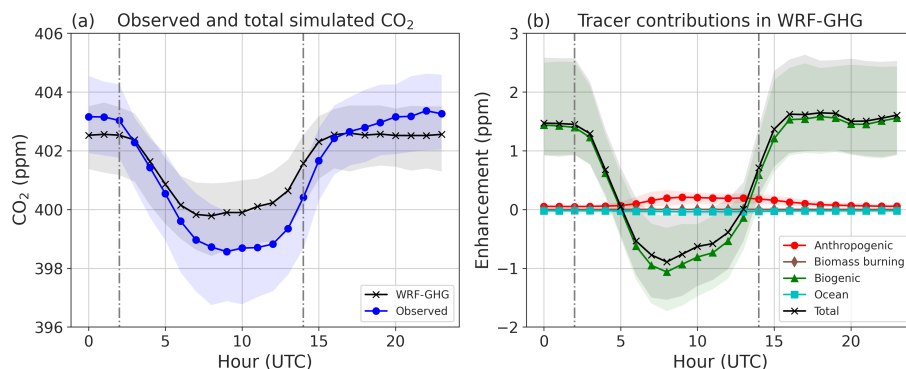 (a) Observed and total simulated CO₂
406
404
402
400
398
396
CO₂ (ppm)
0 5 10 15 20
Hour (UTC)
WRF-GHG
Observed
(b) Tracer contributions in WRF-GHG
3
2
1
0
−1
−2
Enhancement (ppm)
0 5 10 15 20
Hour (UTC)
Anthropogenic
Biomass burning
Biogenic
Ocean
Total